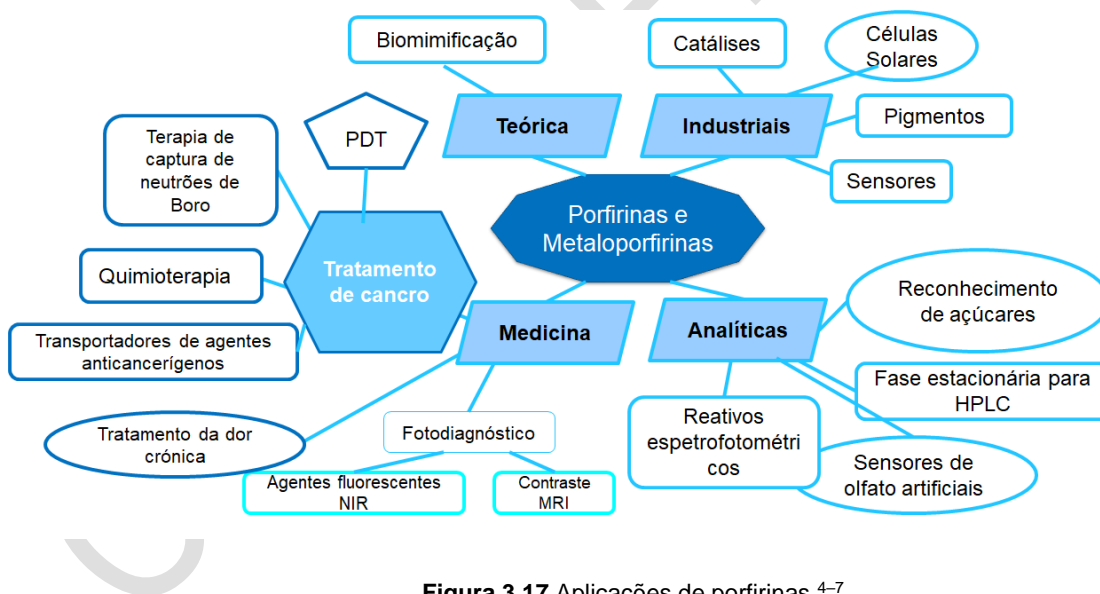 Biomimificação
Catálises
Células
Solares
PDT
Teórica
Industriais
Pigmentos
Terapia de
captura de
neutrões de
Boro
Sensores
Porfirinas e
Metaloporfirinas
Quimioterapia
Tratamento
de cancro
Reconhecimento
de açúcares
Medicina
Analíticas
Transportadores de agentes
anticancerígenos
Fase estacionária para
HPLC
Reativos
espetrofotométri
cos
Tratamento da dor
crónica
Fotodiagnóstico
Sensores de
olfato artificiais
Agentes fluorescentes
NIR
Contraste
MRI
Figura 3.17 Aplicações de porfirinas.4–7